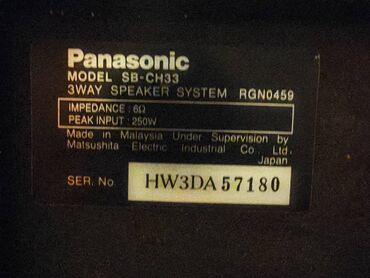 Panasonic
MODEL SB-CH33
3WAY SPEAKER SYSTEM RGN0459
IMPEDANCE : 6Ω
PEAK INPUT : 250W
Made in Malaysia Under Supervision by
Matsushita Electric Industrial Co. Ltd.
Japan
SER. No. HW3DA57180